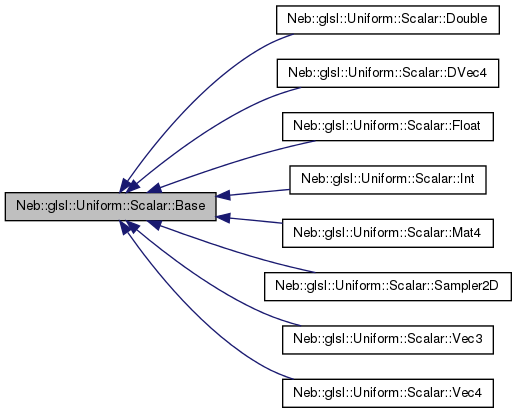 Neb::glsl::Uniform::Scalar::Double
Neb::glsl::Uniform::Scalar::DVec4
Neb::glsl::Uniform::Scalar::Float
Neb::glsl::Uniform::Scalar::Int
Neb::glsl::Uniform::Scalar::Base
Neb::glsl::Uniform::Scalar::Mat4
Neb::glsl::Uniform::Scalar::Sampler2D
Neb::glsl::Uniform::Scalar::Vec3
Neb::glsl::Uniform::Scalar::Vec4